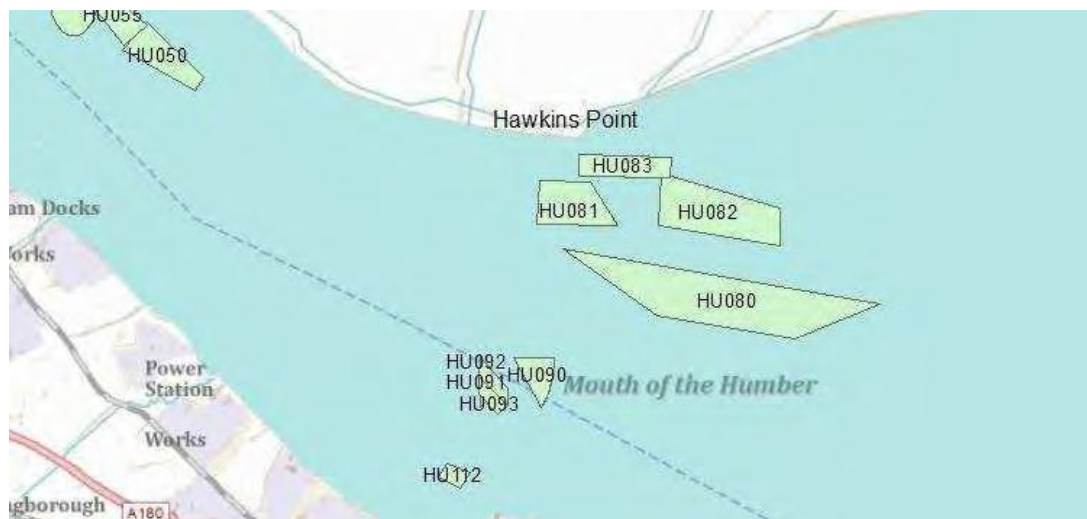 HU055
HU050
Hawkins Point
HU083
HU081
HU082
am Docks
orks
HU080
HU092
HU091
HU090
HU093
Mouth of the Humber
Power
Station
Works
HU112
gborough
A180